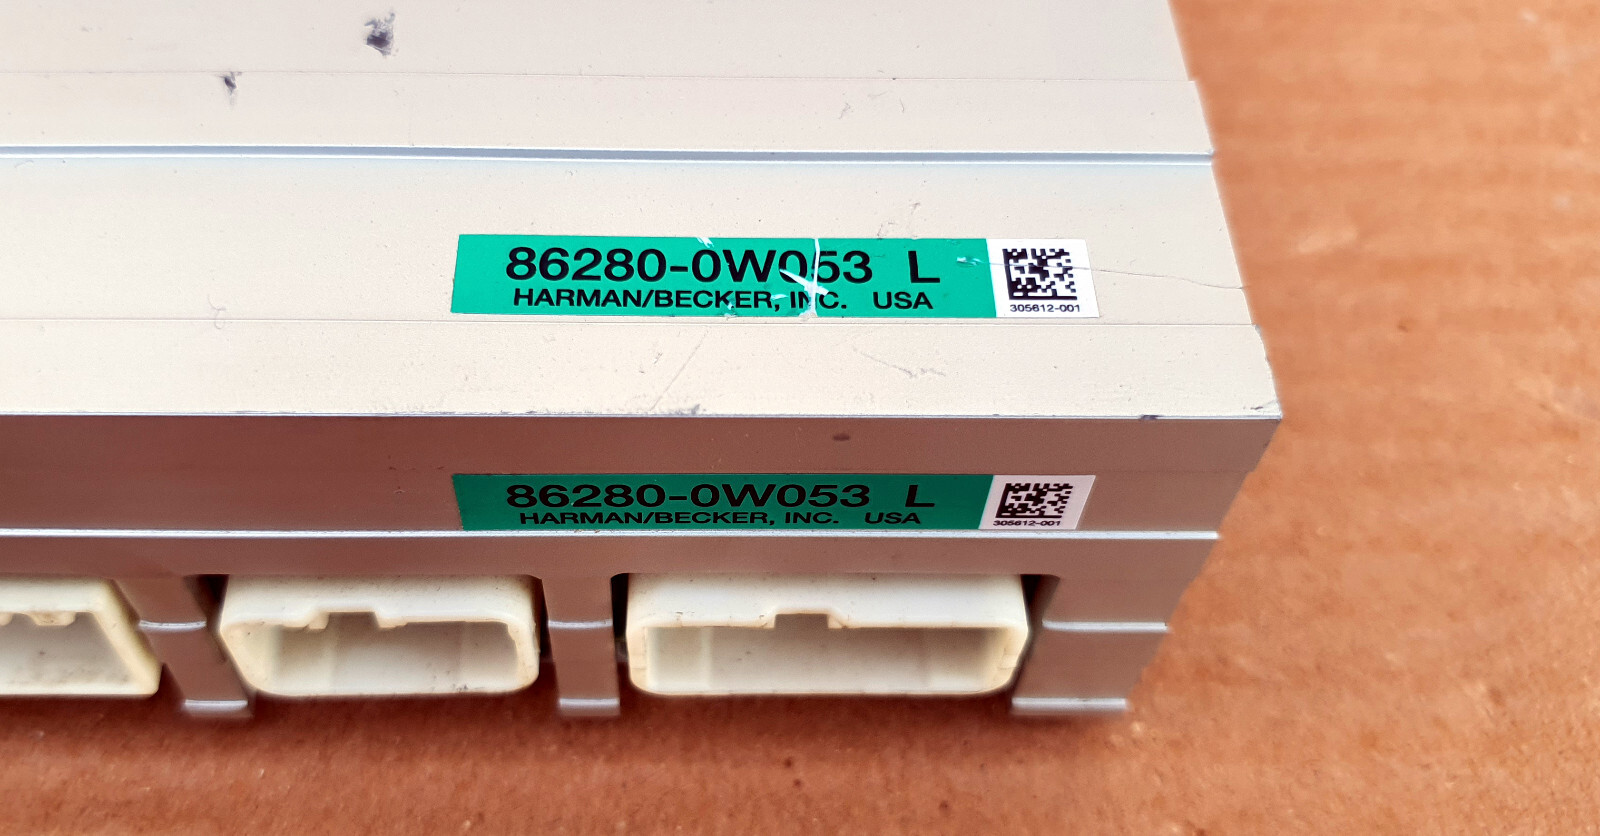 86280-0W053 L
HARMAN/BECKER, INC. USA
305612-001
86280-0W053 L
HARMAN/BECKER, INC. USA
305612-001